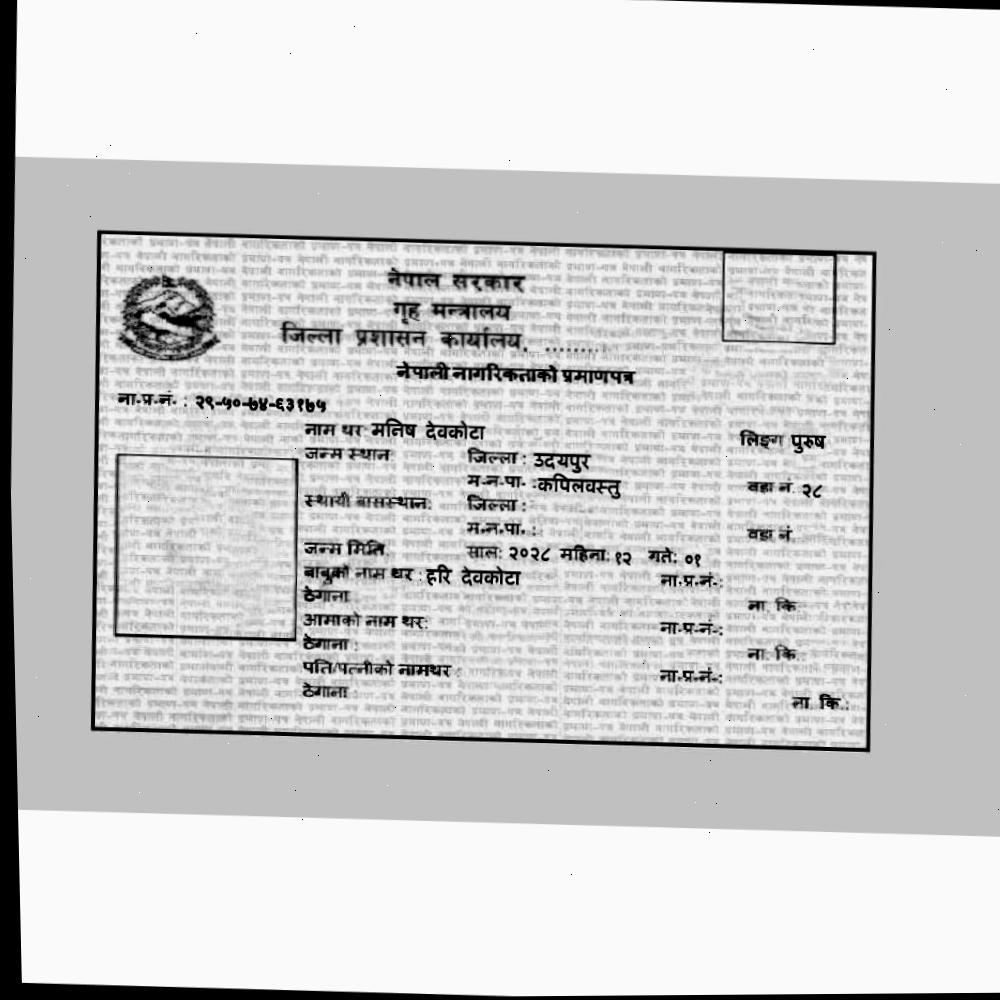 नेपाल सरकार
गृह मन्त्रालय
जिल्ला प्रशासन कार्यालय, .........
नेपाली नागरिकताको प्रमाणपत्र
ना.प्र.नं. : २९-५०-७४-६३१७५
नाम थर: मनिष देवकोटा लिङ्ग पुरुष
जन्म स्थान: जिल्ला : उदयपुर
म.न.पा. :कपिलवस्तु वडा नं. २८
स्थायी बासस्थान: जिल्ला :
म.न.पा. : वडा नं
जन्म मिति: साल: २०२८ महिना: १२ गते: ०१
बाबुको नाम थर : हरि देवकोटा ना.प्र.नं.:
ठेगाना : ना. कि.:
आमाको नाम थर: ना.प्र.नं.:
ठेगाना : ना. कि.:
पति/पत्नीको नामथर : ना.प्र.नं.:
ठेगाना : ना. कि.: